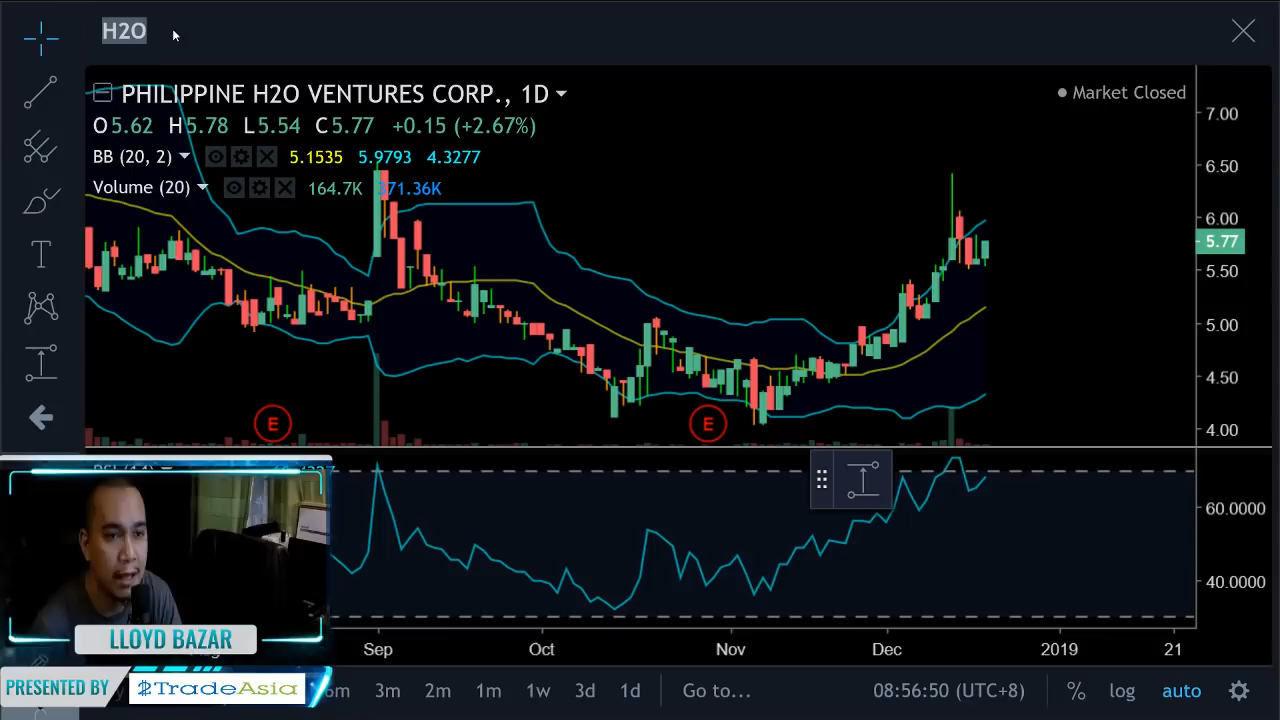 H2O
PHILIPPINE H2O VENTURES CORP., 1D
Market Closed
O5.62 H5.78 L5.54 C5.77 +0.15 (+2.67%)
BB (20, 2) 5.1535 5.9793 4.3277
Volume (20) 164.7K 371.36K
7.00
6.50
6.00
5.77
5.50
5.00
4.50
4.00
E
E
60.0000
40.0000
Sep Oct Nov Dec 2019 21
LLOYD BAZAR
PRESENTED BY
TradeAsia
3m 2m 1m 1w 3d 1d Go to... 08:56:50 (UTC+8) % log auto